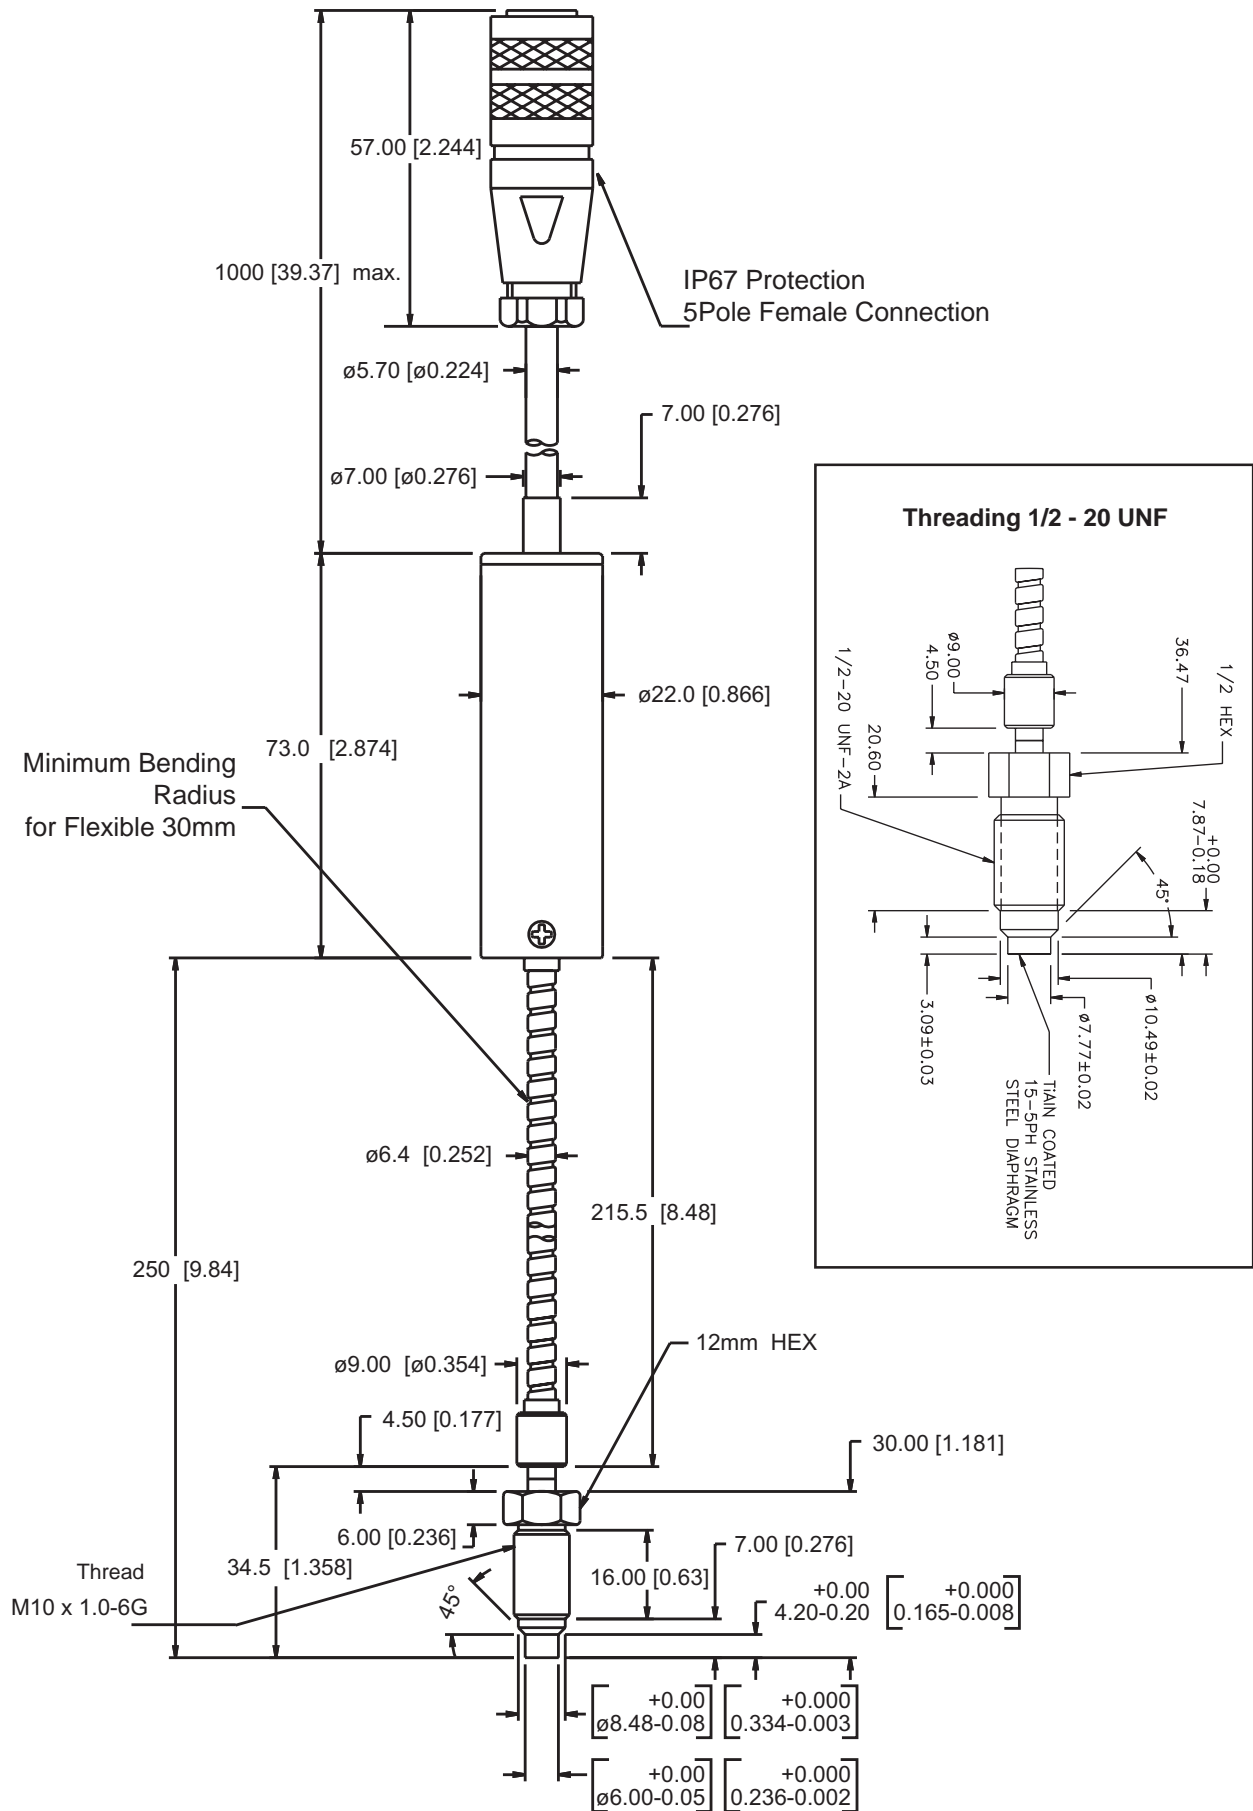 57.00 [2.244]
1000 [39.37] max.
IP67 Protection
5Pole Female Connection
ø5.70 [ø0.224]
7.00 [0.276]
ø7.00 [ø0.276]
ø22.0 [0.866]
73.0 [2.874]
Minimum Bending
Radius
for Flexible 30mm
ø6.4 [0.252]
215.5 [8.48]
250 [9.84]
12mm HEX
ø9.00 [ø0.354]
4.50 [0.177]
30.00 [1.181]
6.00 [0.236]
7.00 [0.276]
34.5 [1.358]
16.00 [0.63]
Thread
M10 x 1.0-6G
45°
+0.00 [ +0.000
4.20-0.20 0.165-0.008 ]
[ +0.00 ] [ +0.000 ]
ø8.48-0.08 0.334-0.003
[ +0.00 ] [ +0.000 ]
ø6.00-0.05 0.236-0.002
Threading 1/2 - 20 UNF
1/2 HEX
36.47
ø9.00
4.50
1/2-20 UNF-2A
20.60
+0.00
7.87-0.18
45°
3.09±0.03
ø10.49±0.02
ø7.77±0.02
TiAIN COATED
15-5PH STAINLESS
STEEL DIAPHRAGM